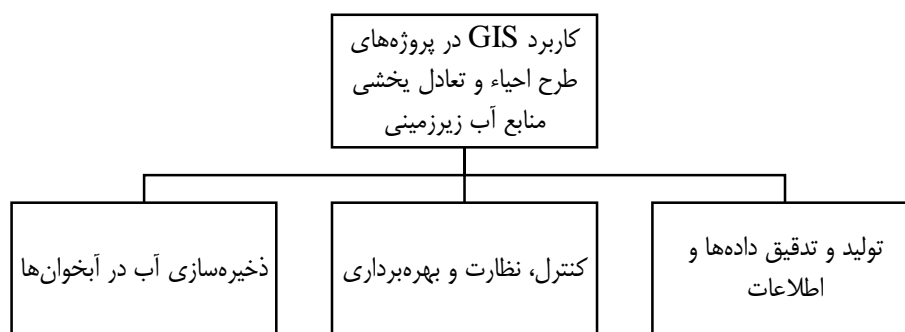 کاربرد GIS در پروژه‌های
طرح احیاء و تعادل یخشی
منابع آب زیرزمینی
تولید و تدقیق داده‌ها و
اطلاعات
کنترل، نظارت و بهره‌برداری
ذخیره‌سازی آب در آبخوان‌ها